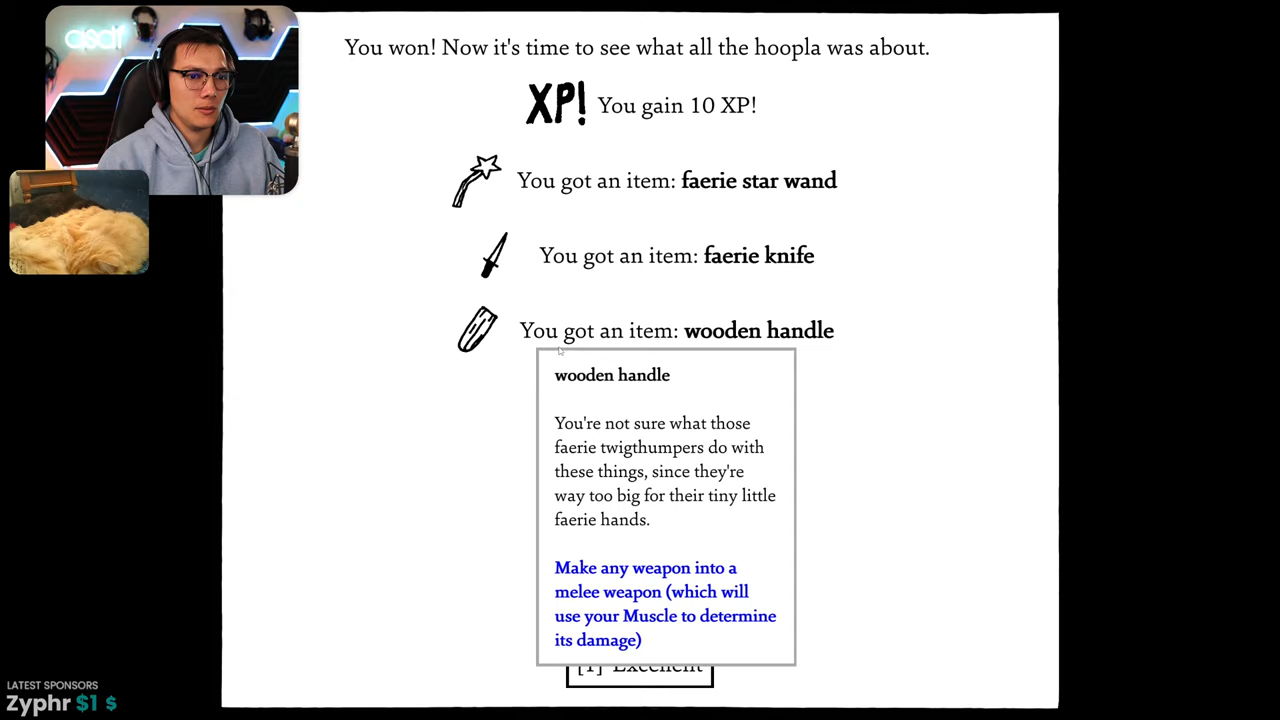 You won! Now it's time to see what all the hoopla was about.
XP! You gain 10 XP!
You got an item: faerie star wand
You got an item: faerie knife
You got an item: wooden handle
wooden handle
You're not sure what those
faerie twigthumpers do with
these things, since they're
way too big for their tiny little
faerie hands.
Make any weapon into a
melee weapon (which will
use your Muscle to determine
its damage)
[1] Excellent
LATEST SPONSORS
Zyphr $1 $